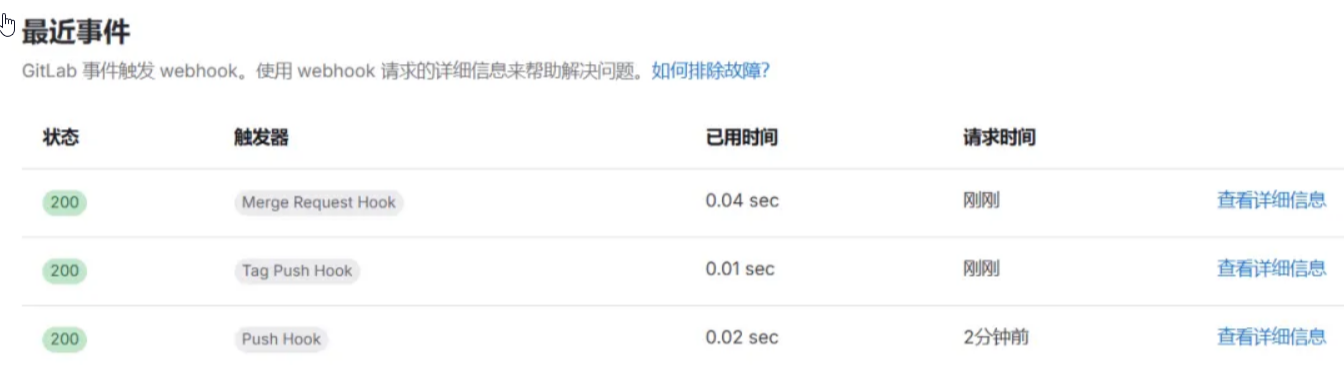 最近事件
GitLab 事件触发 webhook。使用 webhook 请求的详细信息来帮助解决问题。如何排除故障?
状态 触发器 已用时间 请求时间
200 Merge Request Hook 0.04 sec 刚刚 查看详细信息
200 Tag Push Hook 0.01 sec 刚刚 查看详细信息
200 Push Hook 0.02 sec 2分钟前 查看详细信息